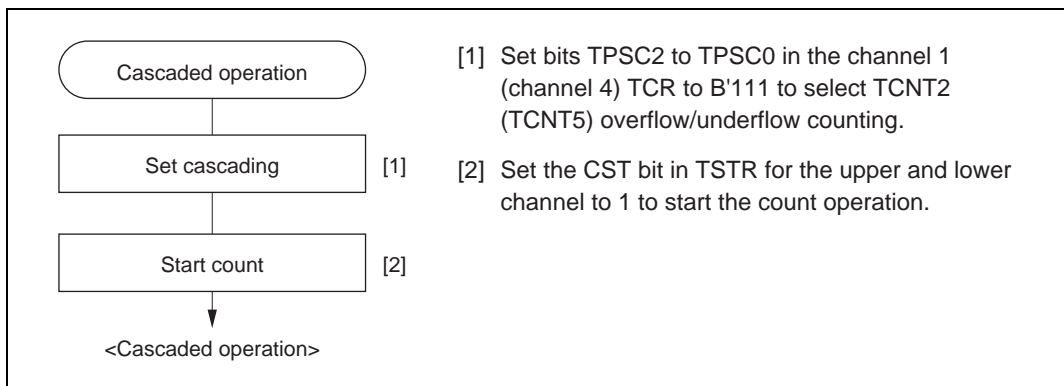 Cascaded operation
Set cascading
[1]
Start count
[2]
<Cascaded operation>
[1] Set bits TPSC2 to TPSC0 in the channel 1
(channel 4) TCR to B'111 to select TCNT2
(TCNT5) overflow/underflow counting.
[2] Set the CST bit in TSTR for the upper and lower
channel to 1 to start the count operation.